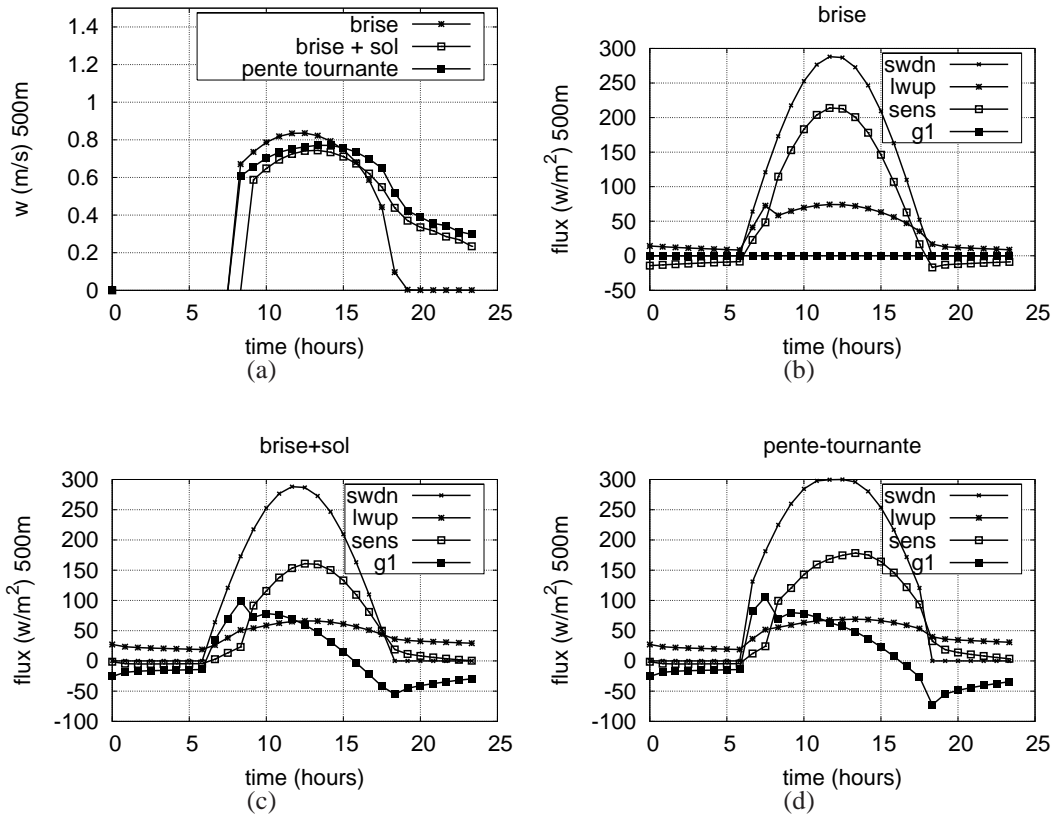 brise
brise + sol
pente tournante
w (m/s) 500m
1.4
1.2
1
0.8
0.6
0.4
0.2
0
0 5 10 15 20 25
time (hours)
(a)
brise
swdn
lwup
sens
g1
flux (w/m²) 500m
300
250
200
150
100
50
0
-50
0 5 10 15 20 25
time (hours)
(b)
brise+sol
swdn
lwup
sens
g1
flux (w/m²) 500m
300
250
200
150
100
50
0
-50
-100
0 5 10 15 20 25
time (hours)
(c)
pente-tournante
swdn
lwup
sens
g1
flux (w/m²) 500m
300
250
200
150
100
50
0
-50
-100
0 5 10 15 20 25
time (hours)
(d)